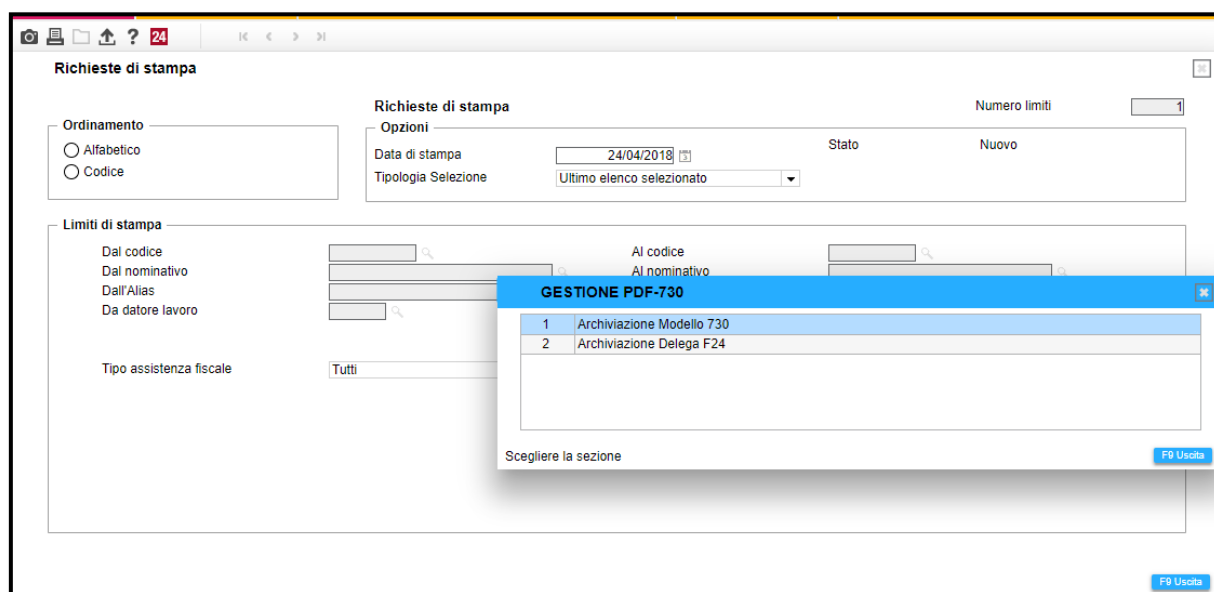 ? 24
Richieste di stampa
Richieste di stampa
Numero limiti 1
Ordinamento
Alfabetico
Codice
Opzioni
Data di stampa 24/04/2018
Stato Nuovo
Tipologia Selezione Ultimo elenco selezionato
Limiti di stampa
Dal codice Al codice
Dal nominativo Al nominativo
Dall'Alias
Da datore lavoro
Tipo assistenza fiscale Tutti
GESTIONE PDF-730
1 Archiviazione Modello 730
2 Archiviazione Delega F24
Scegliere la sezione
F9 Uscita
F9 Uscita